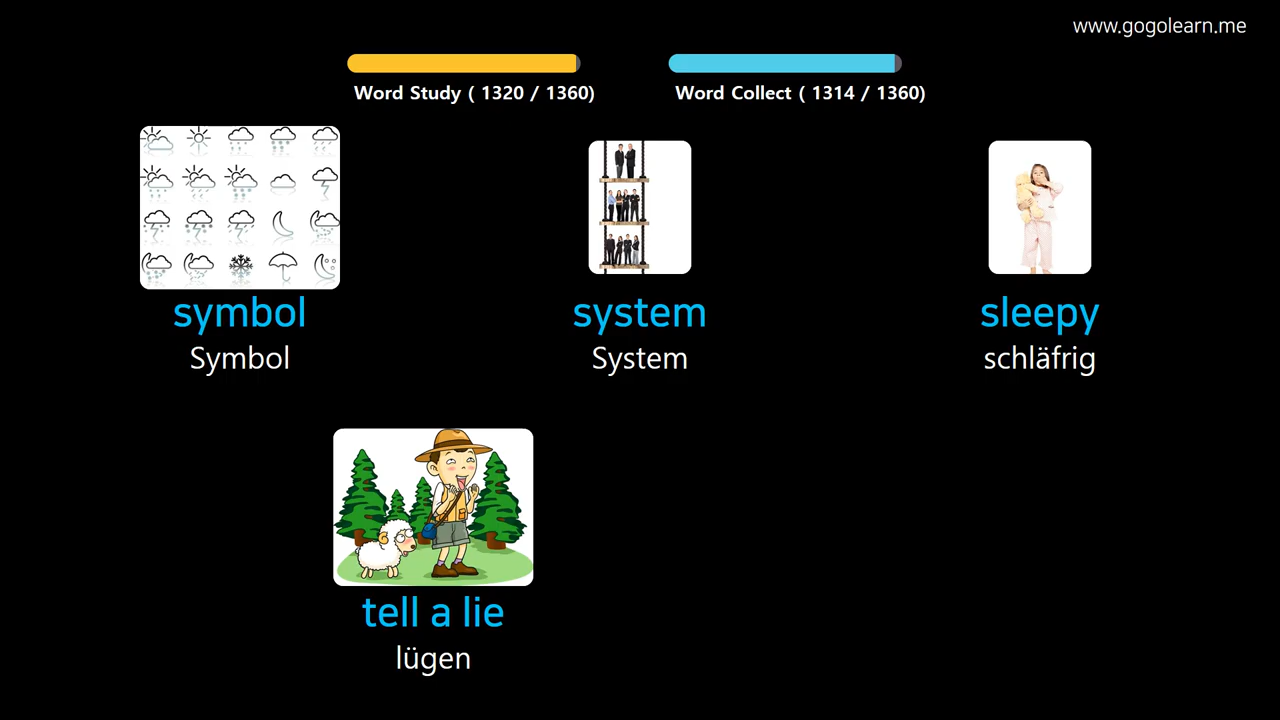 www.gogolearn.me
Word Study ( 1320 / 1360)
Word Collect ( 1314 / 1360)
symbol
Symbol
system
System
sleepy
schläfrig
tell a lie
lügen